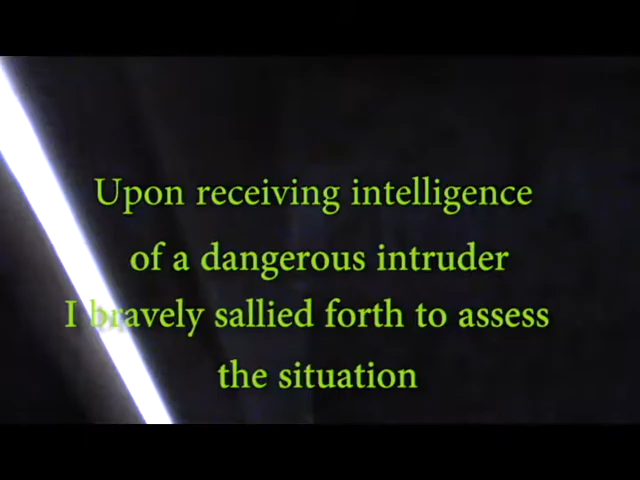 Upon receiving intelligence
of a dangerous intruder
I bravely sallied forth to assess
the situation